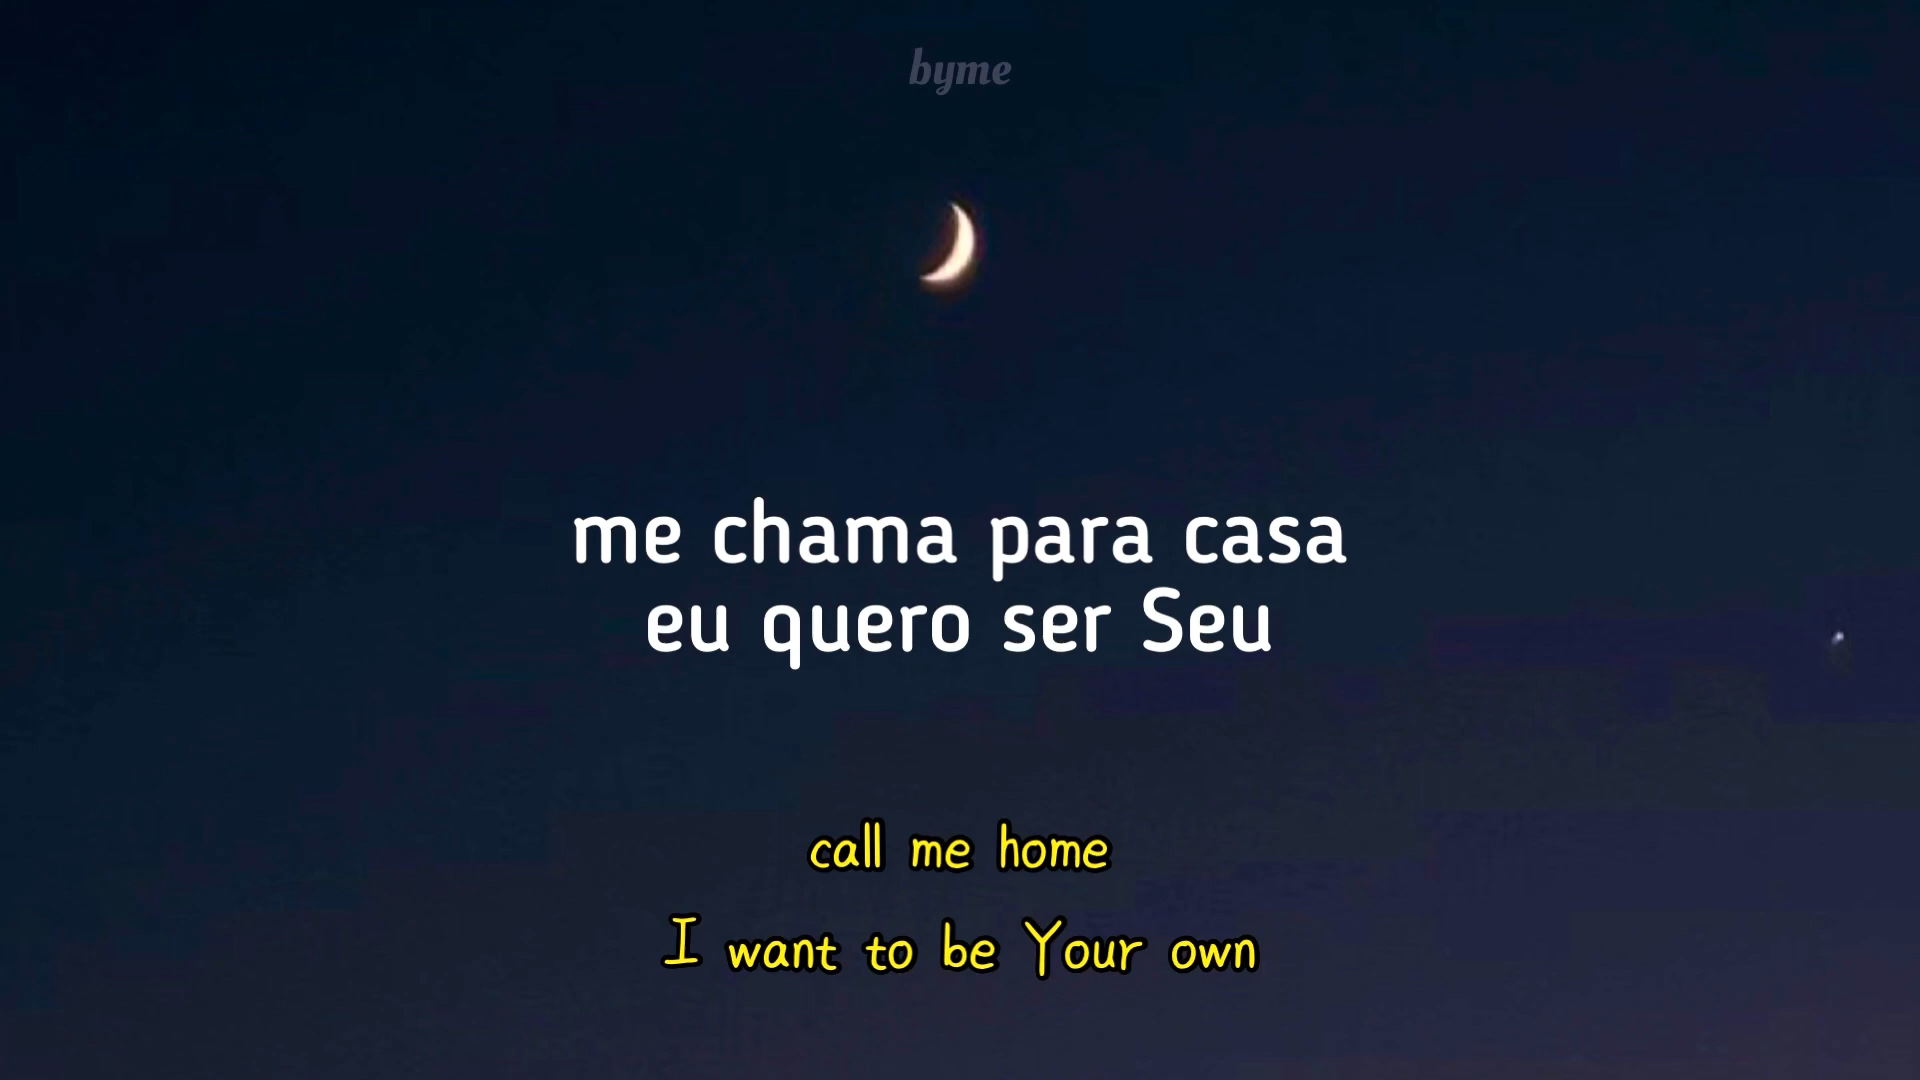 byme
me chama para casa
eu quero ser Seu
call me home
I want to be Your own